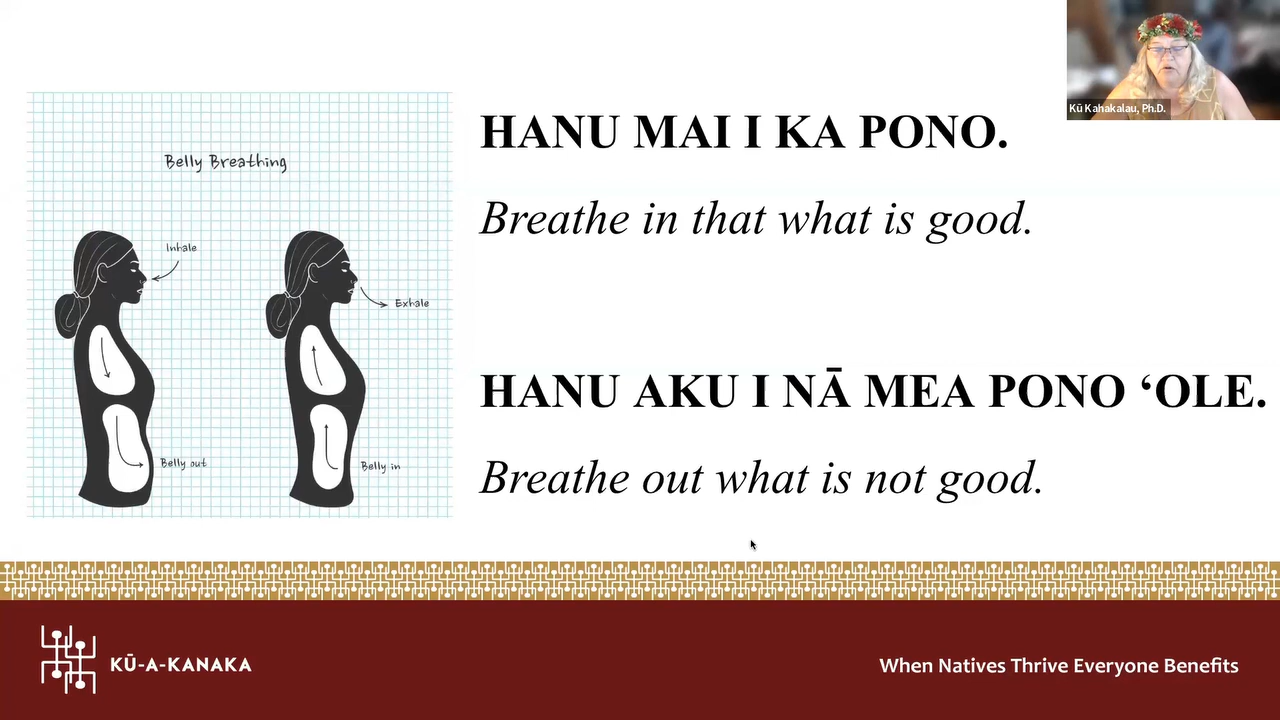 Kū Kahakalau, Ph.D.
HANU MAI I KA PONO.
Breathe in that what is good.
HANU AKU I NĀ MEA PONO ʻOLE.
Breathe out what is not good.
Belly Breathing
Inhale
Exhale
Belly out
Belly in
KŪ-A-KANAKA
When Natives Thrive Everyone Benefits